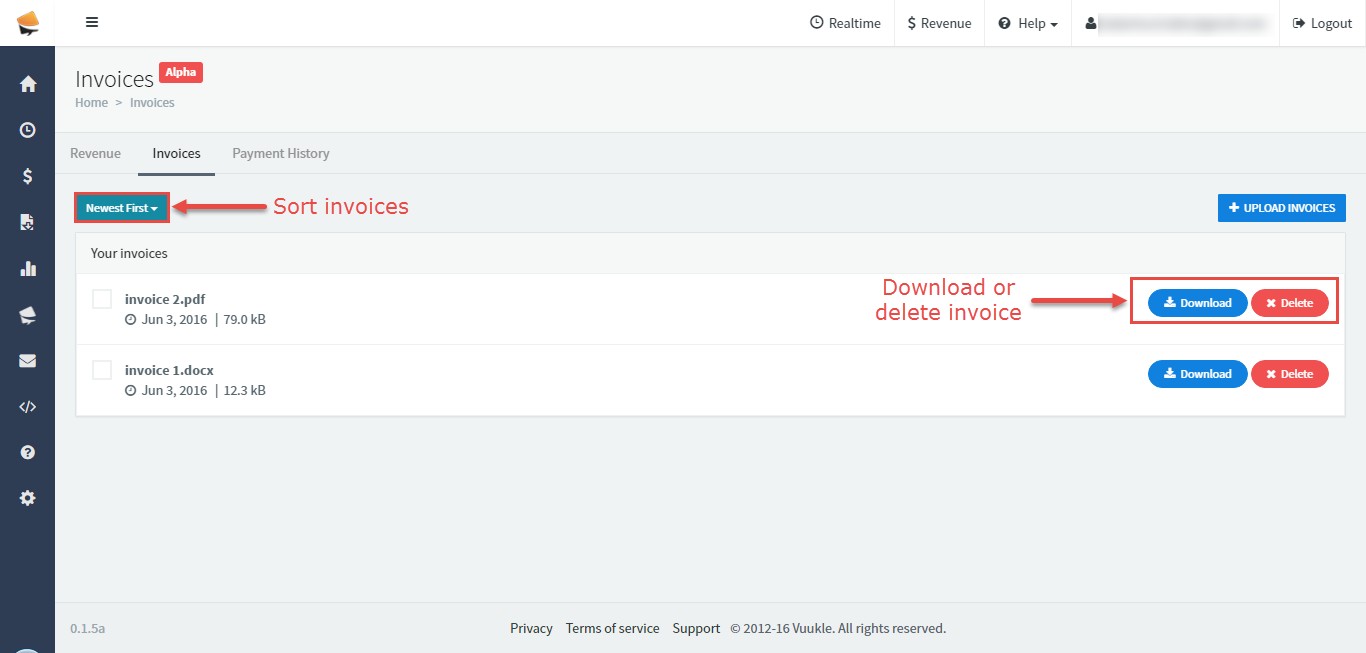 Realtime
$ Revenue
Help
Logout
Invoices Alpha
Home > Invoices
Revenue
Invoices
Payment History
Newest First
Sort invoices
UPLOAD INVOICES
Your invoices
invoice 2.pdf
Jun 3, 2016 | 79.0 kB
Download or
delete invoice
Download
Delete
invoice 1.docx
Jun 3, 2016 | 12.3 kB
Download
Delete
0.1.5a
Privacy Terms of service Support © 2012-16 Vuukle. All rights reserved.